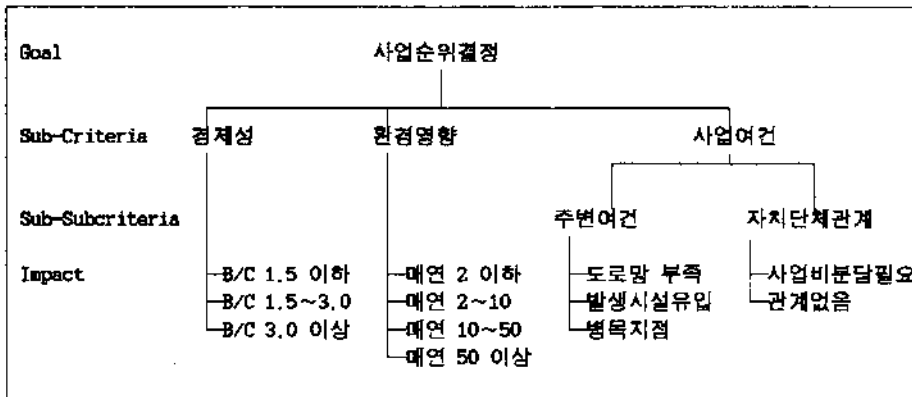 Goal 사업순위결정
Sub-Criteria 경제성 환경영향 사업여건
Sub-Subcriteria 주변여건 자치단체관계
Impact B/C 1.5 이하 매연 2 이하 도로망 부족 사업비분담필요
B/C 1.5~3.0 매연 2~10 발생시설유입 관계없음
B/C 3.0 이상 매연 10~50 병목지점
매연 50 이상